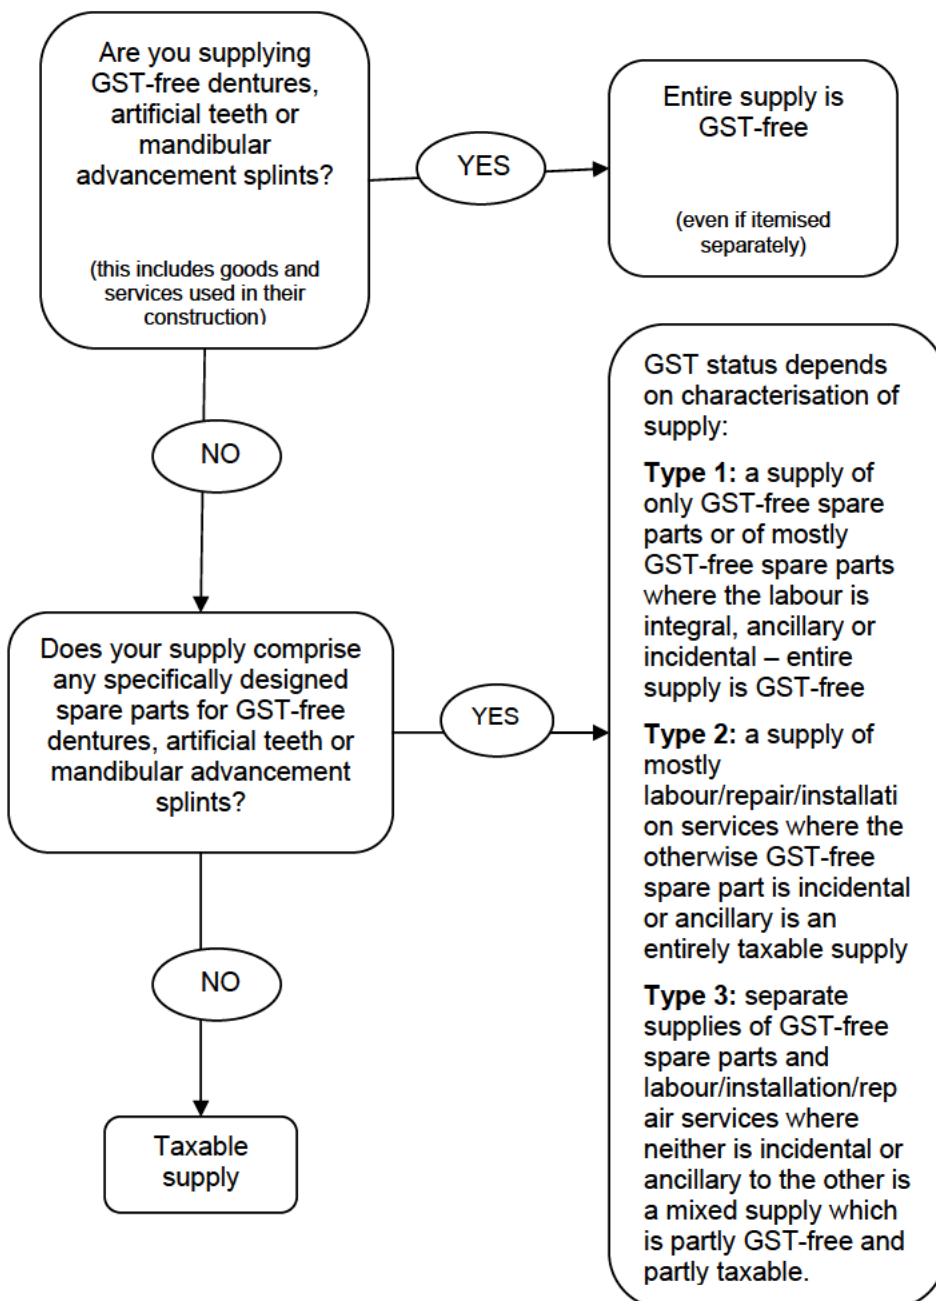 Are you supplying
GST-free dentures,
artificial teeth or
mandibular
advancement splints?
(this includes goods and
services used in their
construction)
YES
Entire supply is
GST-free
(even if itemised
separately)
NO
Does your supply comprise
any specifically designed
spare parts for GST-free
dentures, artificial teeth or
mandibular advancement
splints?
YES
GST status depends
on characterisation of
supply:
Type 1: a supply of
only GST-free spare
parts or of mostly
GST-free spare parts
where the labour is
integral, ancillary or
incidental – entire
supply is GST-free
Type 2: a supply of
mostly
labour/repair/installati
on services where the
otherwise GST-free
spare part is incidental
or ancillary is an
entirely taxable supply
Type 3: separate
supplies of GST-free
spare parts and
labour/installation/rep
air services where
neither is incidental or
ancillary to the other is
a mixed supply which
is partly GST-free and
partly taxable.
NO
Taxable
supply